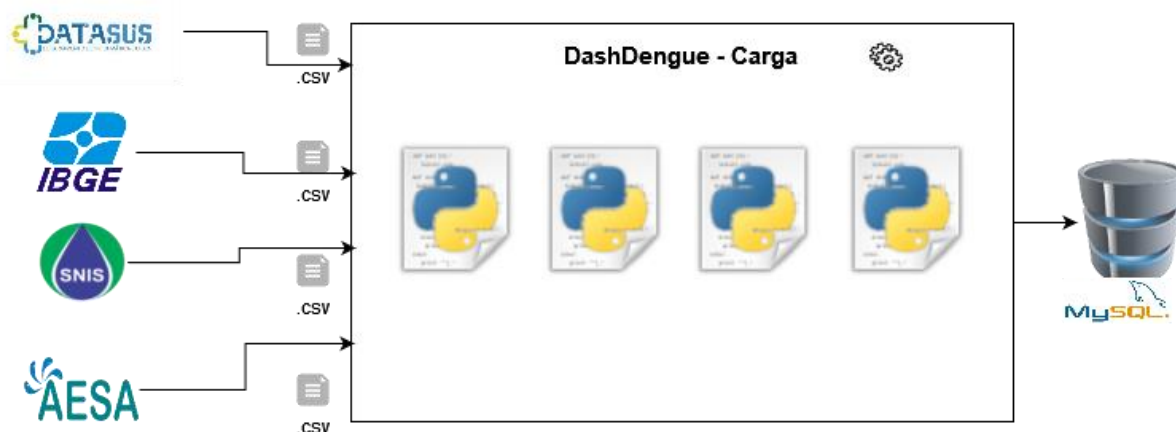 DATASUS
.CSV
DashDengue - Carga
IBGE
.CSV
SNIS
.CSV
AESA
.CSV
MySQL.